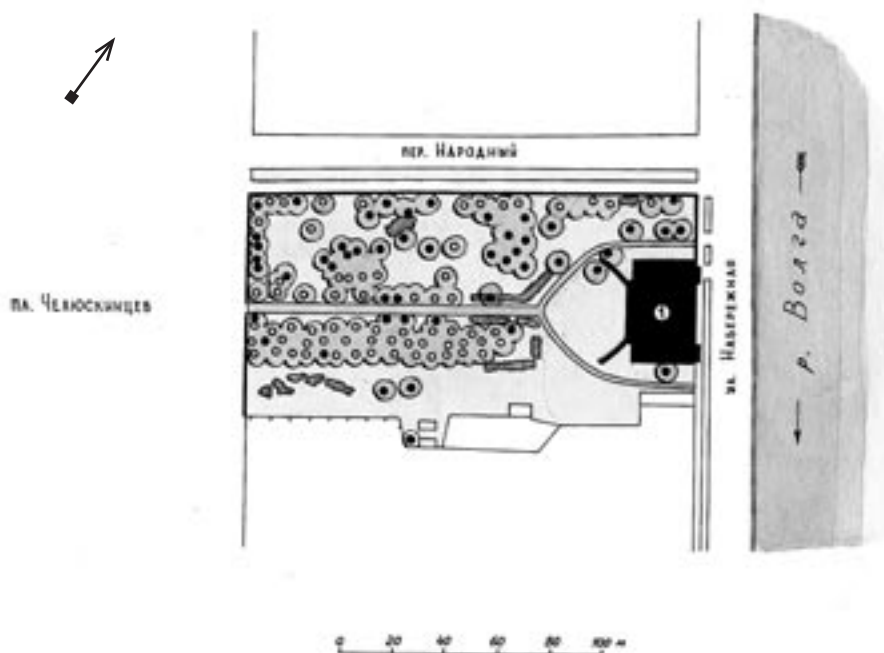 пер. Народный
пл. Челюскинцев
1
ул. Набережная
р. Волга
0 20 40 60 80 100 м